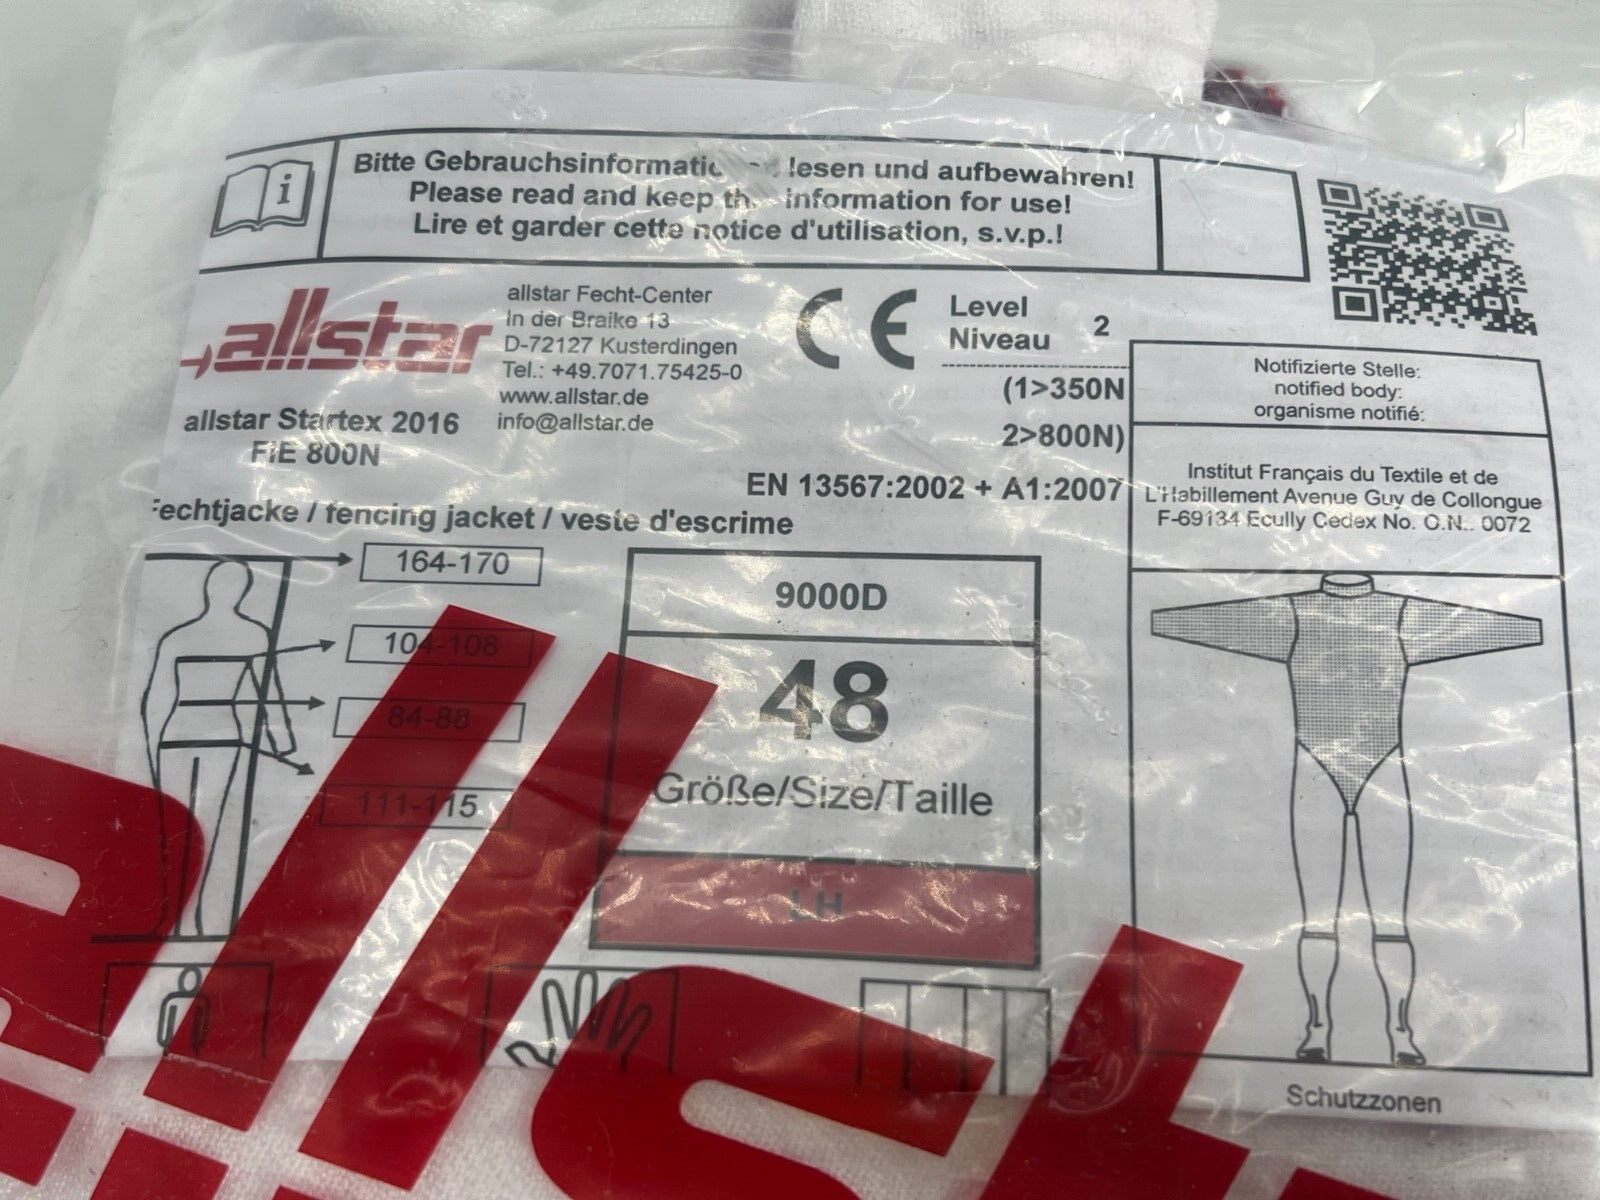 i
Bitte Gebrauchsinformation lesen und aufbewahren!
Please read and keep information for use!
Lire et garder cette notice d'utilisation, s.v.p.!
allstar
allstar Fecht-Center
In der Braike 13
D-72127 Kusterdingen
Tel.: +49.7071.75425-0
www.allstar.de
info@allstar.de
allstar Startex 2016
FIE 800N
CE
Level
Niveau 2
(1>350N
2>800N)
EN 13567:2002 + A1:2007
Notifizierte Stelle:
notified body:
organisme notifié:
Institut Français du Textile et de
L'Habillement Avenue Guy de Collongue
F-69134 Ecully Cedex No. O.N.: 0072
Fechtjacke / fencing jacket / veste d'escrime
164-170
104-108
84-88
111-115
9000D
48
Größe/Size/Taille
LH
Schutzzonen
allst